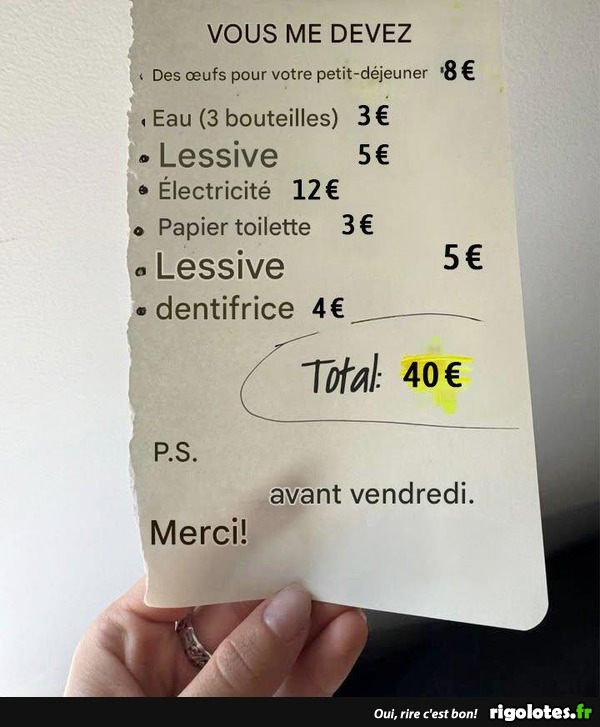 VOUS ME DEVEZ
Des œufs pour votre petit-déjeuner 8€
Eau (3 bouteilles) 3€
• Lessive 5€
• Électricité 12€
• Papier toilette 3€
• Lessive 5€
• dentifrice 4€
Total: 40€
P.S.
avant vendredi.
Merci!
Oui, rire c'est bon! rigolotes.fr